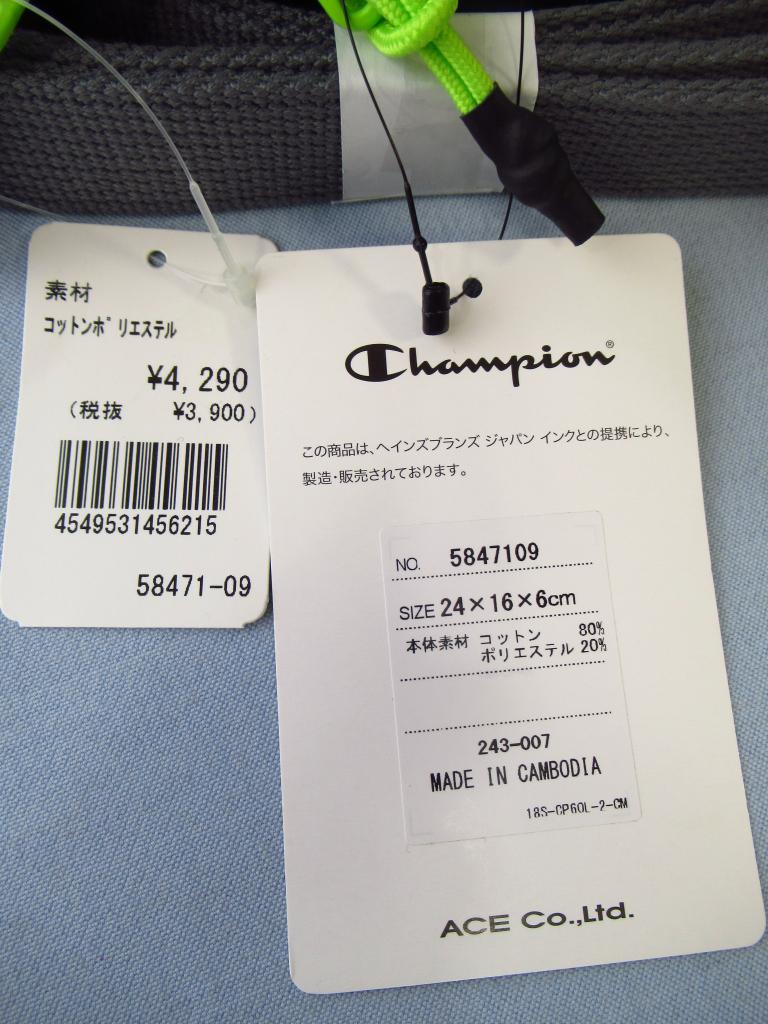 素材
コットンポリエステル
¥4,290
(税抜 ¥3,900)
4549531456215
58471-09
Champion®
この商品は、ヘインズブランズ ジャパン インクとの提携により、
製造・販売されております。
NO. 5847109
SIZE 24×16×6cm
本体素材 コットン 80%
ポリエステル 20%
243-007
MADE IN CAMBODIA
18S-CP60L-2-CM
ACE Co.,Ltd.